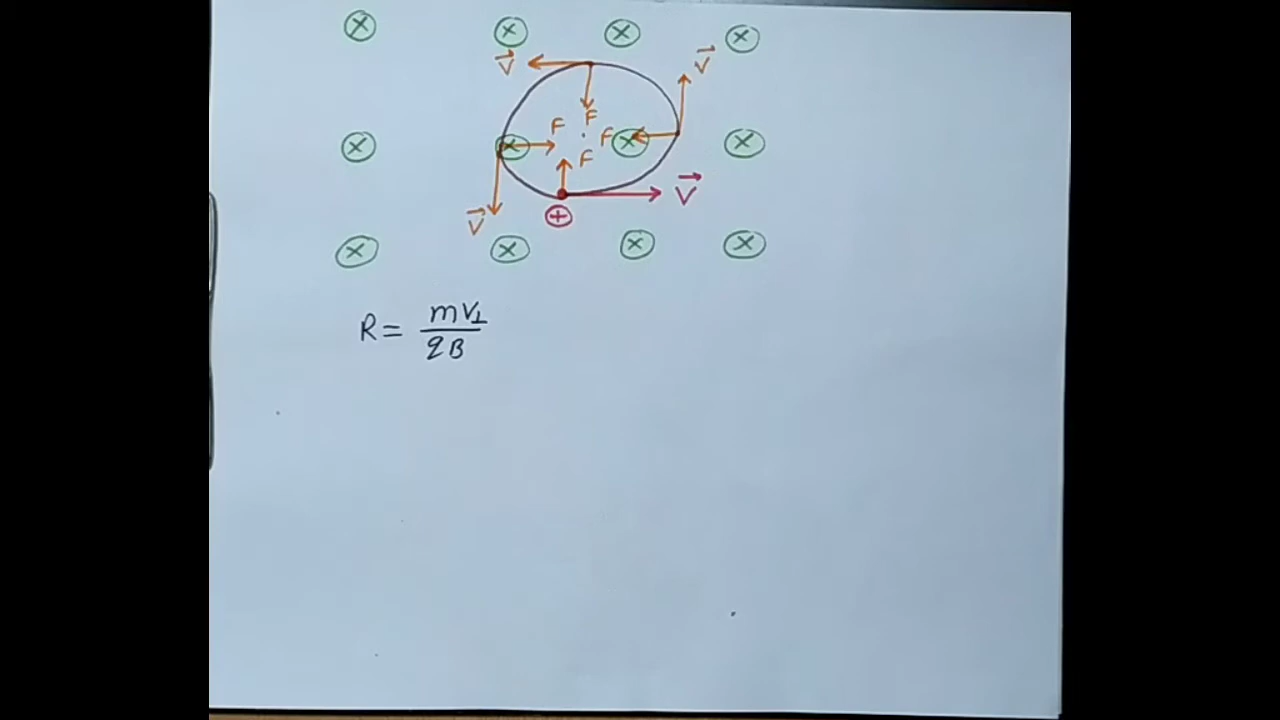 ⊗ ⊗ ⊗ ⊗
V⃗ V⃗
F F
⊗ ⊗ F ⊗ ⊗
F
V⃗ V⃗
⊕
⊗ ⊗ ⊗ ⊗
R = mV⊥ / qB